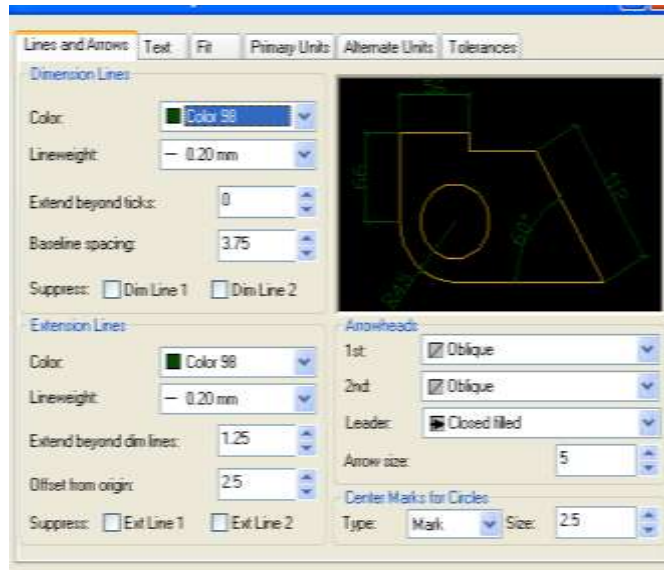 Lines and Arrows Text Fit Primary Units Alternate Units Tolerances
Dimension Lines
Color: Color 98
Lineweight: 0.20 mm
Extend beyond ticks: 0
Baseline spacing: 3.75
Suppress: Dim Line 1 Dim Line 2
Extension Lines
Color: Color 98
Lineweight: 0.20 mm
Extend beyond dim lines: 1.25
Offset from origin: 2.5
Suppress: Ext Line 1 Ext Line 2
66
60°
Arrowheads
1st: Oblique
2nd: Oblique
Leader: Closed filled
Arrow size: 5
Center Marks for Circles
Type: Mark Size: 2.5